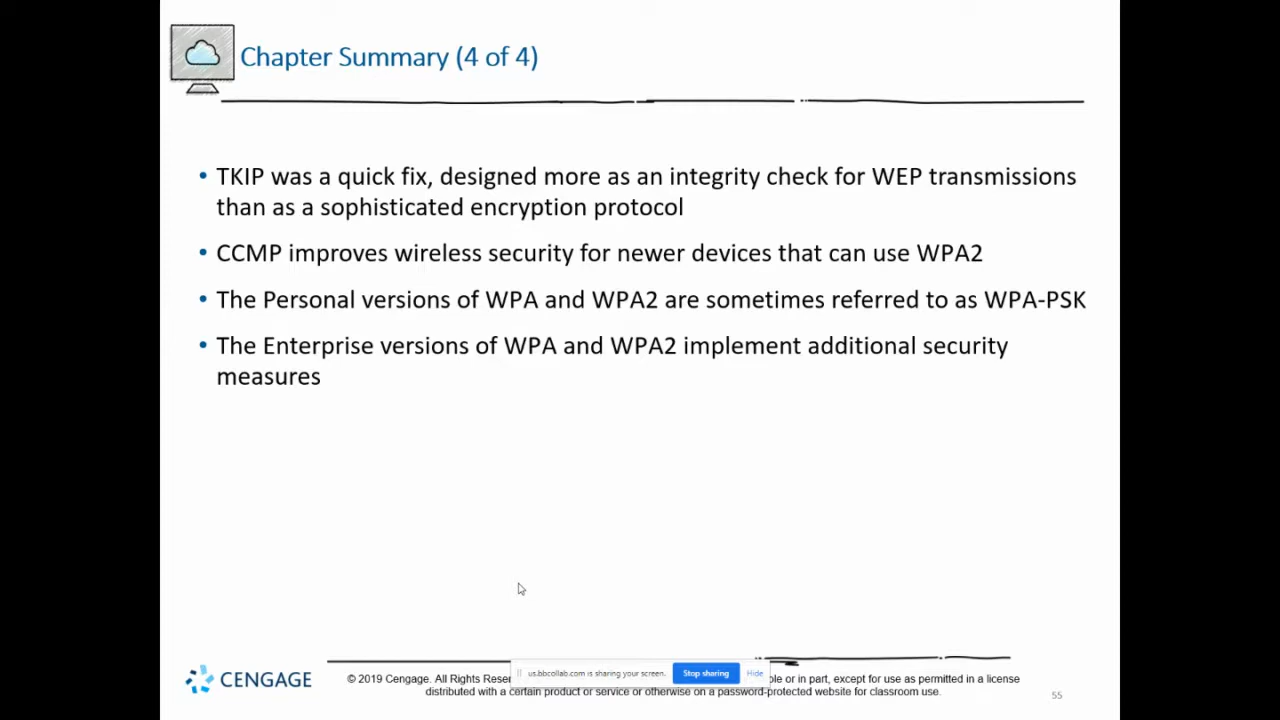 Chapter Summary (4 of 4)
• TKIP was a quick fix, designed more as an integrity check for WEP transmissions
than as a sophisticated encryption protocol
• CCMP improves wireless security for newer devices that can use WPA2
• The Personal versions of WPA and WPA2 are sometimes referred to as WPA-PSK
• The Enterprise versions of WPA and WPA2 implement additional security
measures
CENGAGE
© 2019 Cengage. All Rights Rese
us.bbcollab.com is sharing your screen.
Stop sharing
Hide
ole or in part, except for use as permitted in a license
distributed with a certain product or service or otherwise on a password-protected website for classroom use.
55